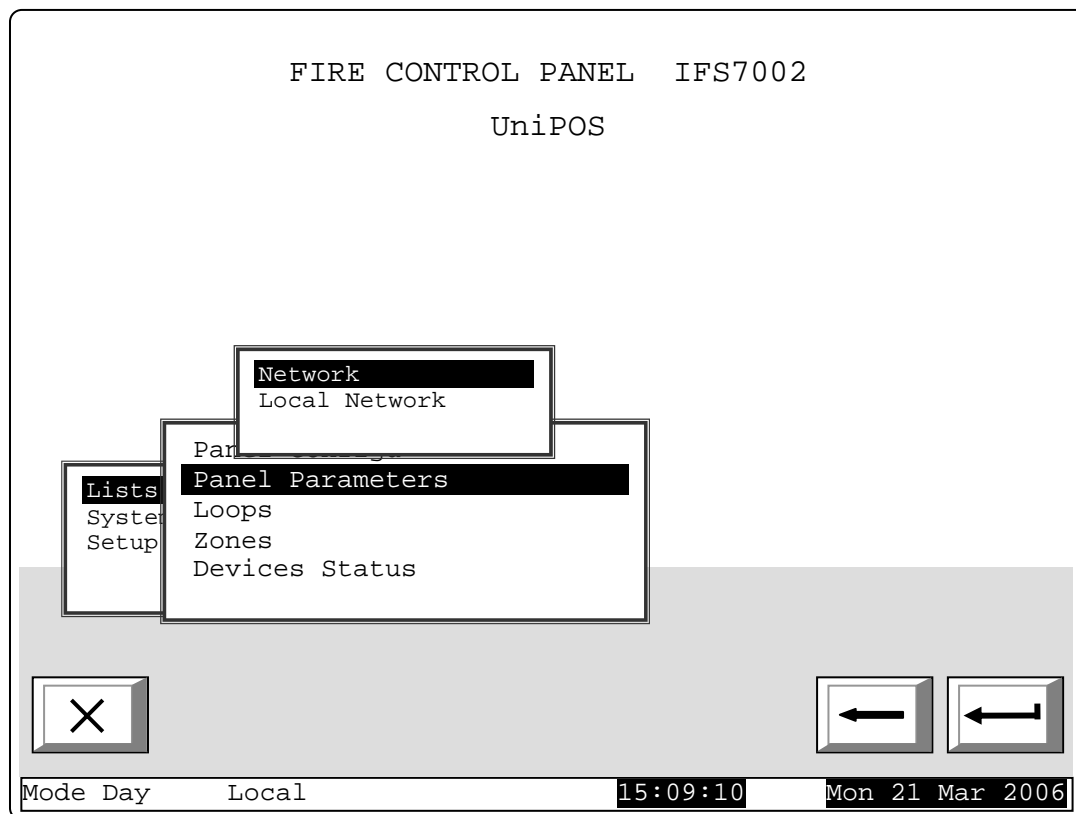 FIRE CONTROL PANEL IFS7002
UniPOS
Network
Local Network
Panel Parameters
Lists
Loops
Setup
Zones
Devices Status
Mode Day Local 15:09:10 Mon 21 Mar 2006